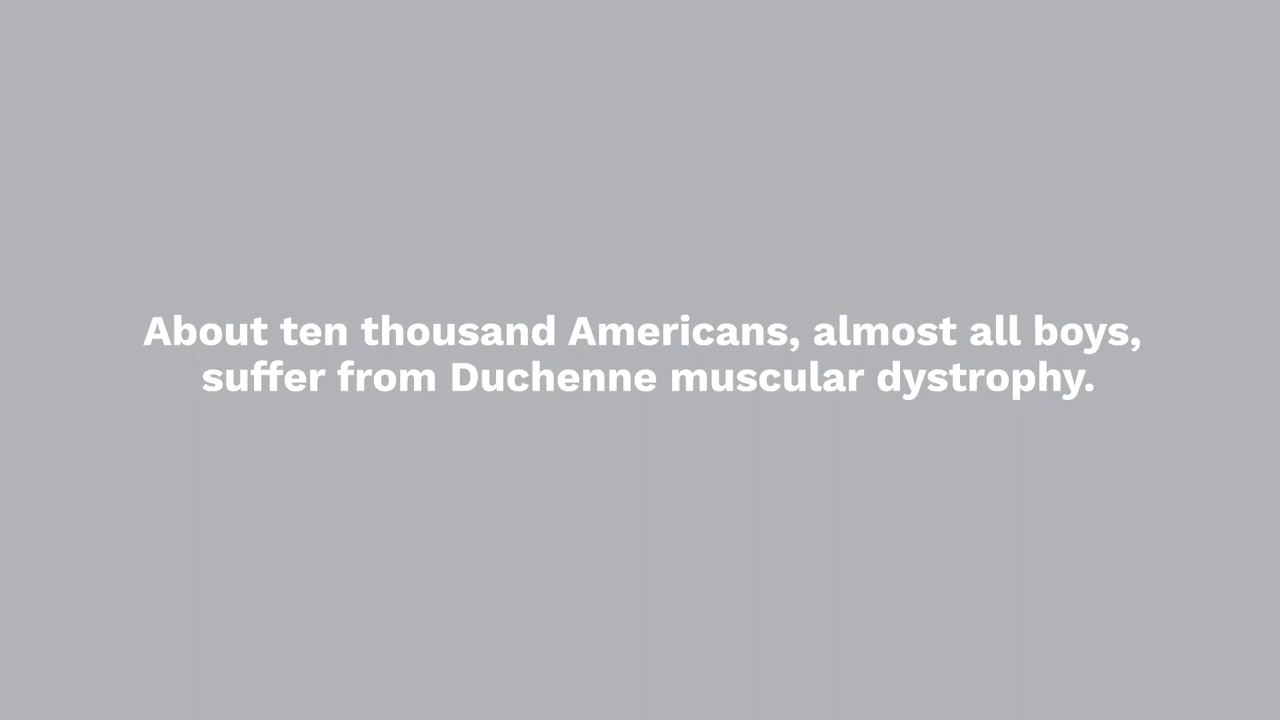 About ten thousand Americans, almost all boys,
suffer from Duchenne muscular dystrophy.